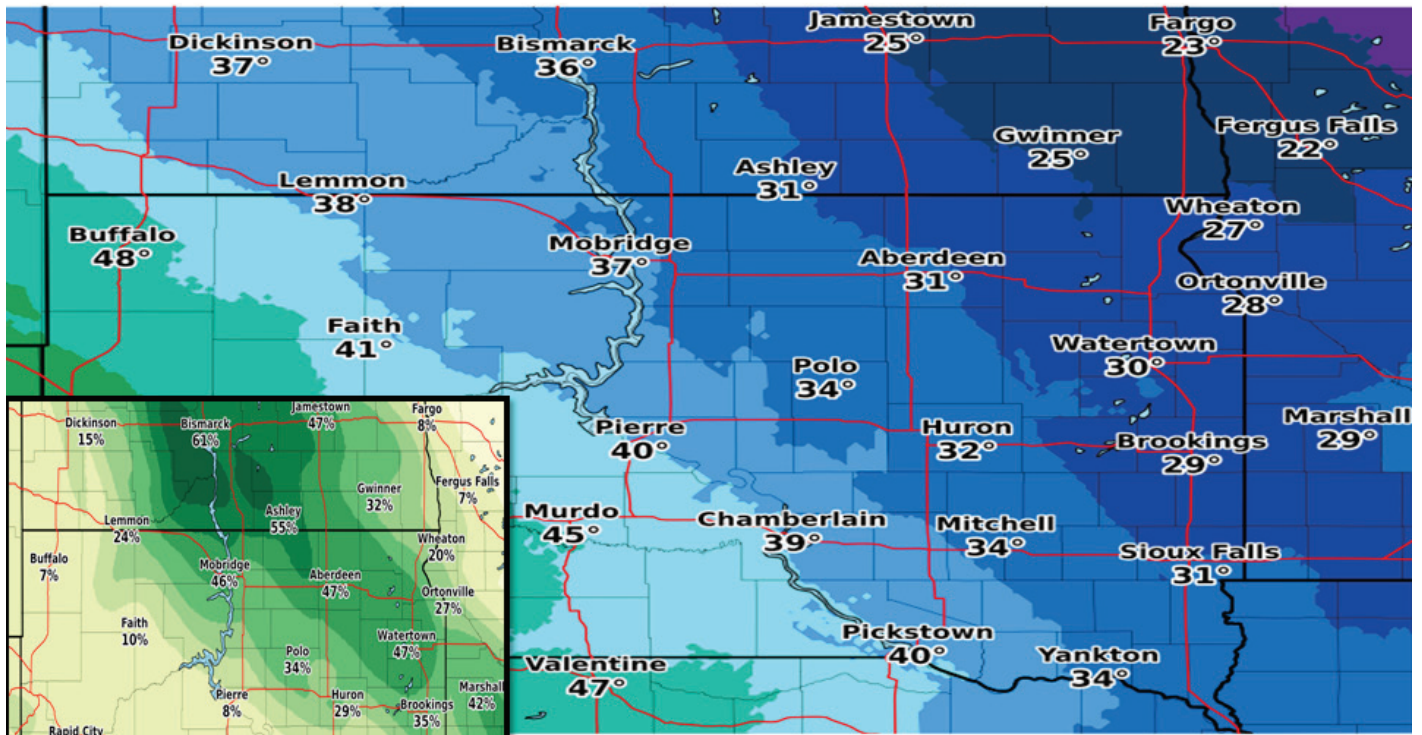 Jamestown
25°
Fargo
23°
Dickinson
37°
Bismarck
36°
Fergus Falls
22°
Gwinner
25°
Ashley
31°
Lemmon
38°
Wheaton
27°
Buffalo
48°
Mobridge
37°
Aberdeen
31°
Ortonville
28°
Faith
41°
Watertown
30°
Polo
34°
Marshall
29°
Pierre
40°
Huron
32°
Brookings
29°
Murdo
45°
Chamberlain
39°
Mitchell
34°
Sioux Falls
31°
Pickstown
40°
Yankton
34°
Valentine
47°
Jamestown
47%
Fargo
8%
Dickinson
15%
Bismarck
61%
Fergus Falls
7%
Gwinner
32%
Ashley
55%
Lemmon
24%
Wheaton
20%
Buffalo
7%
Mobridge
46%
Aberdeen
47%
Ortonville
27%
Faith
10%
Watertown
47%
Polo
34%
Marshall
42%
Pierre
8%
Huron
29%
Brookings
35%
Rapid City